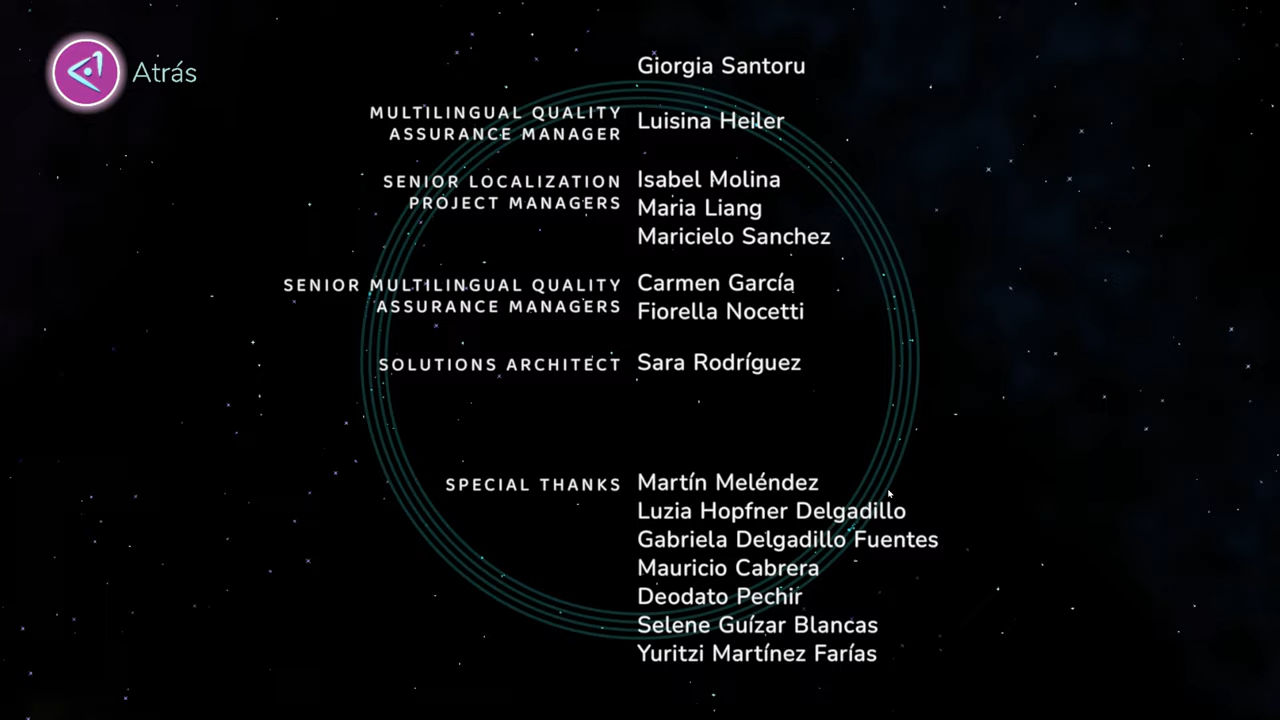 Atrás
Giorgia Santoru
MULTILINGUAL QUALITY
ASSURANCE MANAGER
Luisina Heiler
SENIOR LOCALIZATION
PROJECT MANAGERS
Isabel Molina
Maria Liang
Maricielo Sanchez
SENIOR MULTILINGUAL QUALITY
ASSURANCE MANAGERS
Carmen García
Fiorella Nocetti
SOLUTIONS ARCHITECT
Sara Rodríguez
SPECIAL THANKS
Martín Meléndez
Luzia Hopfner Delgadillo
Gabriela Delgadillo Fuentes
Mauricio Cabrera
Deodato Pechir
Selene Guízar Blancas
Yuritzi Martínez Farías